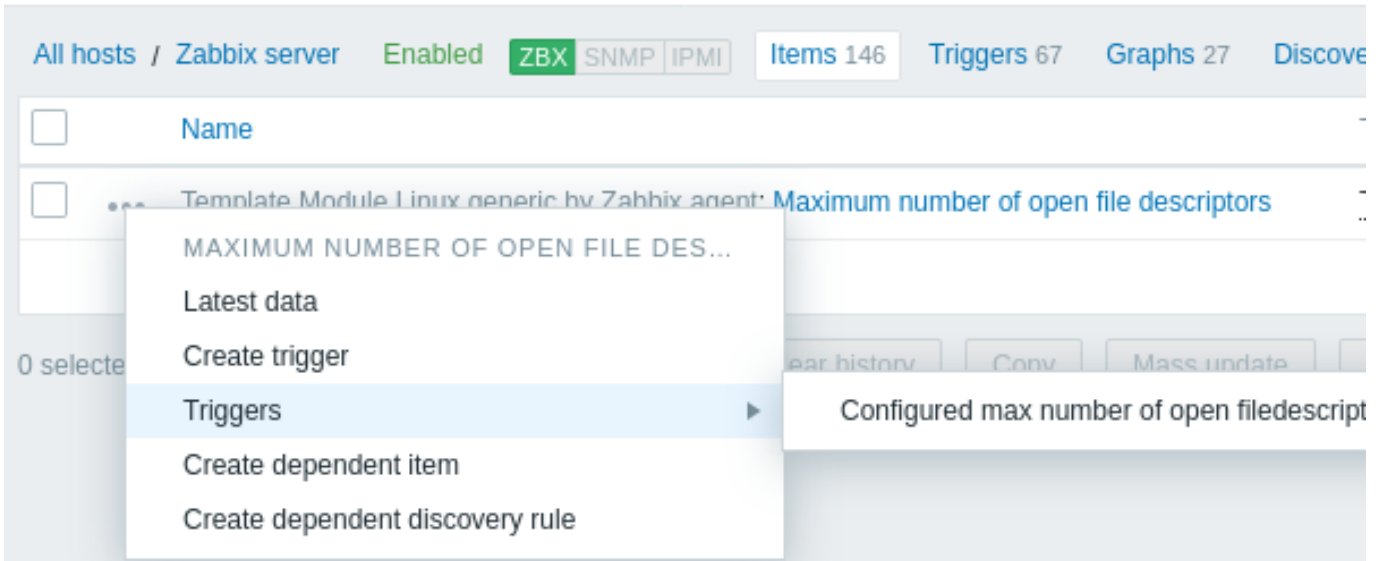 All hosts / Zabbix server Enabled ZBX SNMP IPMI Items 146 Triggers 67 Graphs 27 Discove
Name
Template Module Linux generic by Zabbix agent: Maximum number of open file descriptors
MAXIMUM NUMBER OF OPEN FILE DES...
Latest data
Create trigger
0 selecte ear history Copy Mass update
Triggers Configured max number of open filedescript
Create dependent item
Create dependent discovery rule